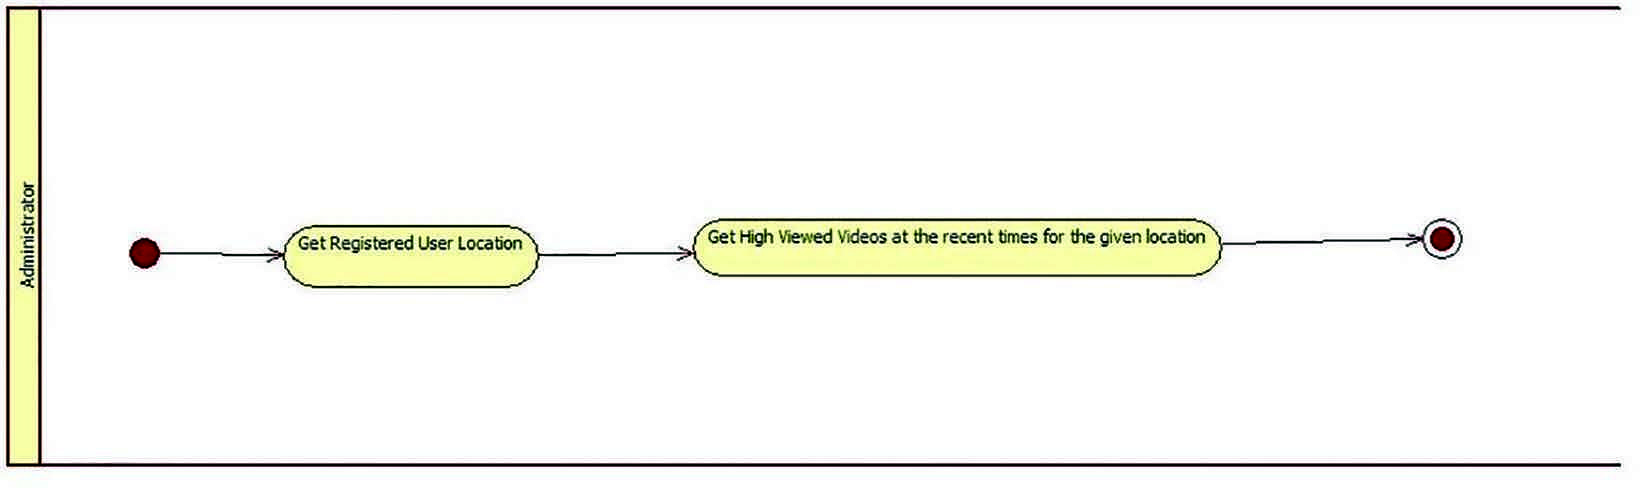 Administrator
Get Registered User Location
Get High Viewed Videos at the recent times for the given location